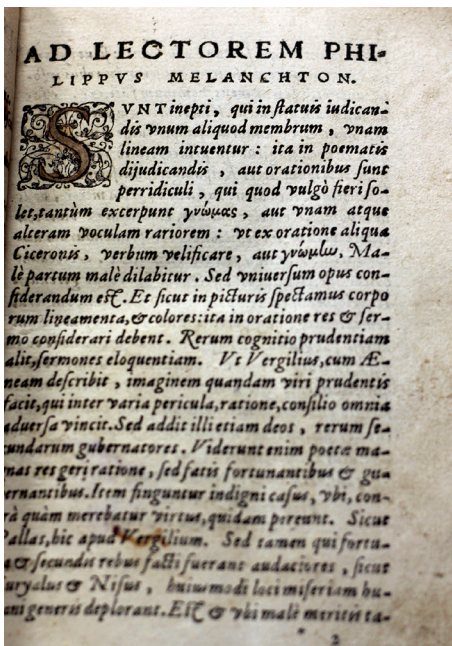 AD LECTOREM PHI-
LIPPVS MELANCHTON.
SVNT inepti, qui in statuis iudican-
dis vnum aliquod membrum, vnam
lineam intuentur: ita in poematis
dijudicandis, aut orationibus sunt
perridiculi, qui quod vulgò fieri so-
let, tantùm excerpunt γνώμας, aut vnam atque
alteram voculam rariorem: vt ex oratione aliqua
Ciceronis, verbum velificare, aut γνώμην, Ma-
lè partum malè dilabitur. Sed vniuersum opus con-
siderandum est. Et sicut in picturis spectamus corpo
rum lineamenta, & colores: ita in oratione res & ser-
mo considerari debent. Rerum cognitio prudentiam
alit, sermones eloquentiam. Vt Vergilius, cum Æ-
neam describit, imaginem quandam viri prudentis
facit, qui inter varia pericula, ratione, consilio omnia
aduersa vincit. Sed addit illi etiam deos, rerum se-
cundarum gubernatores. Viderunt enim poetæ ma-
nas res geri ratione, sed fatis fortunantibus & gu-
ernantibus. Item finguntur indigni casus, vbi, con-
rà quàm merebatur virtus, quidam pereunt. Sicut
Pallas, hic apud Vergilium. Sed tamen qui fortu-
a & secundis rebus facti fuerant audaciores, sicut
uryalus & Nisus, huiusmodi loci miseriam hu-
ani generis deplorant. Est & vbi malè meritis ta-
* 2